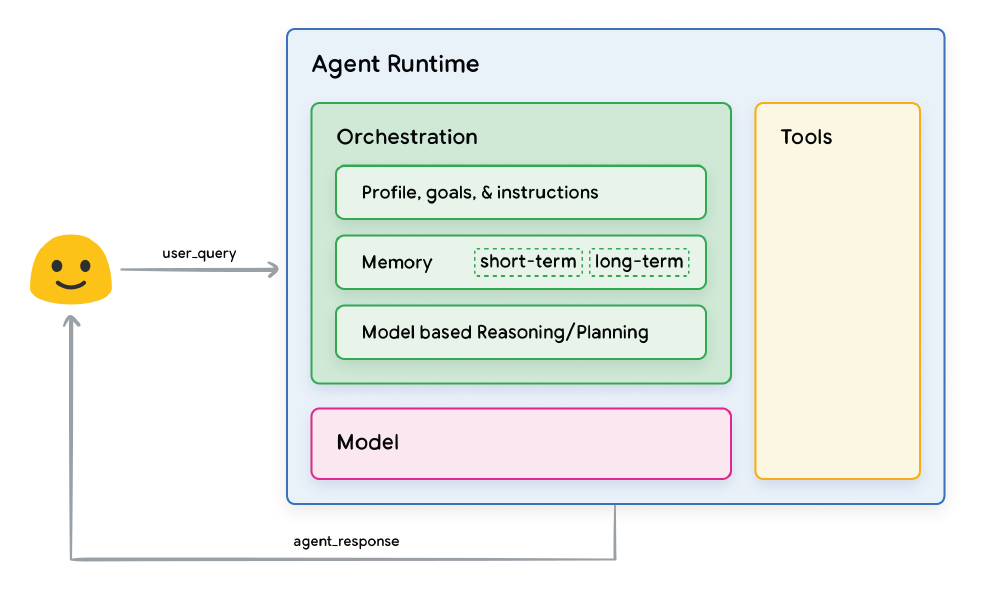 Agent Runtime
Orchestration
Profile, goals, & instructions
Memory short-term long-term
Model based Reasoning/Planning
Model
Tools
user_query
agent_response